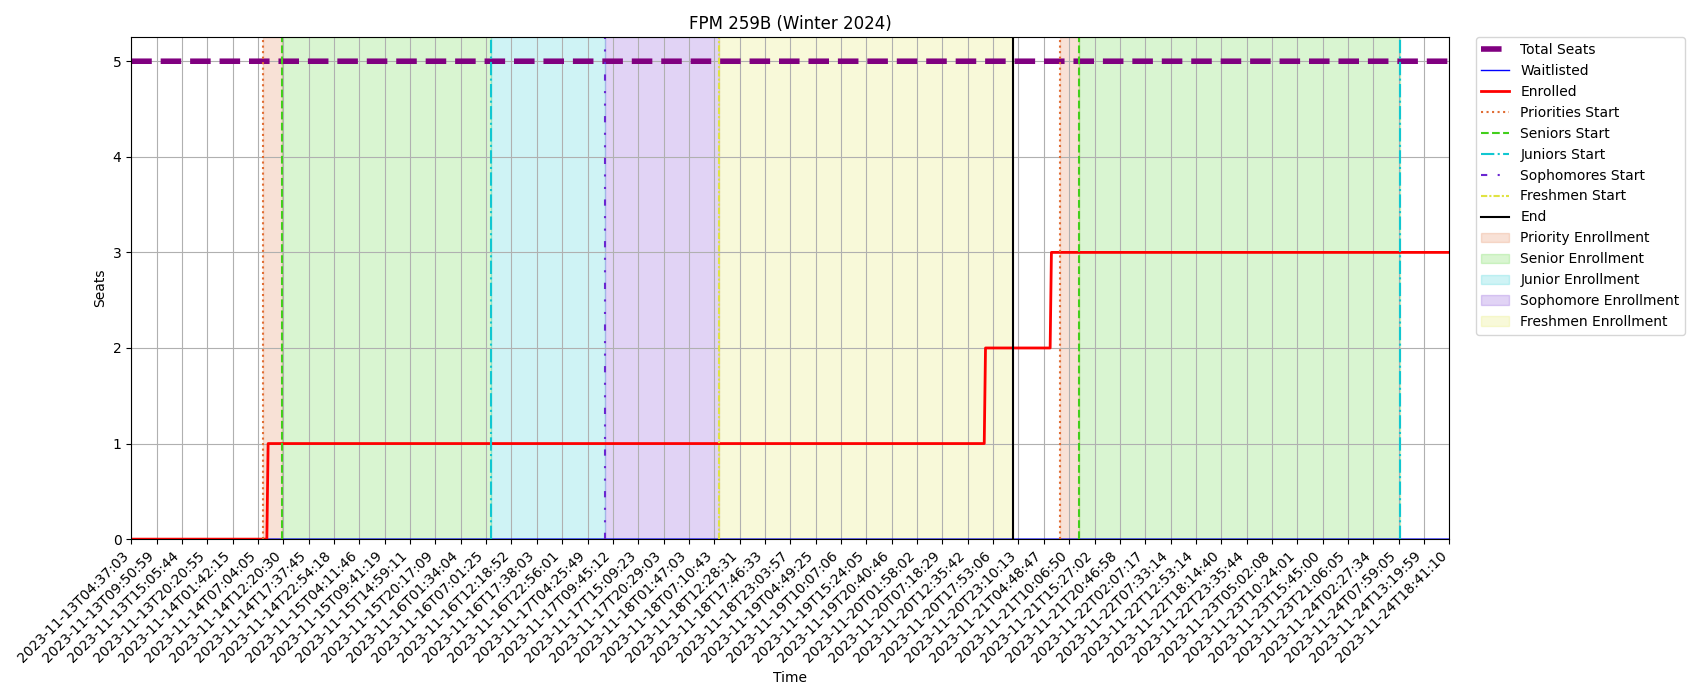 FPM 259B (Winter 2024)
5
4
3
2
1
0
Seats
Total Seats
Waitlisted
Enrolled
Priorities Start
Seniors Start
Juniors Start
Sophomores Start
Freshmen Start
End
Priority Enrollment
Senior Enrollment
Junior Enrollment
Sophomore Enrollment
Freshmen Enrollment
2023-11-13T04:37:03
2023-11-13T09:50:59
2023-11-13T15:05:44
2023-11-13T20:20:55
2023-11-14T01:42:15
2023-11-14T07:04:05
2023-11-14T12:20:30
2023-11-14T17:37:45
2023-11-14T22:54:18
2023-11-15T04:11:46
2023-11-15T09:41:19
2023-11-15T14:59:11
2023-11-15T20:17:09
2023-11-16T01:34:04
2023-11-16T07:01:25
2023-11-16T12:18:52
2023-11-16T17:38:03
2023-11-16T22:56:01
2023-11-17T04:25:49
2023-11-17T09:45:12
2023-11-17T15:09:23
2023-11-17T20:29:03
2023-11-18T01:47:03
2023-11-18T07:10:43
2023-11-18T12:28:31
2023-11-18T17:46:33
2023-11-18T23:03:57
2023-11-19T04:49:25
2023-11-19T10:07:06
2023-11-19T15:24:05
2023-11-19T20:40:46
2023-11-20T01:58:02
2023-11-20T07:18:29
2023-11-20T12:35:42
2023-11-20T17:53:06
2023-11-20T23:10:13
2023-11-21T04:48:47
2023-11-21T10:06:50
2023-11-21T15:27:02
2023-11-21T20:46:58
2023-11-22T02:07:17
2023-11-22T07:33:14
2023-11-22T12:53:14
2023-11-22T18:14:40
2023-11-22T23:35:44
2023-11-23T05:02:08
2023-11-23T10:24:01
2023-11-23T15:45:00
2023-11-23T21:06:05
2023-11-24T02:27:34
2023-11-24T07:59:05
2023-11-24T13:19:59
2023-11-24T18:41:10
Time